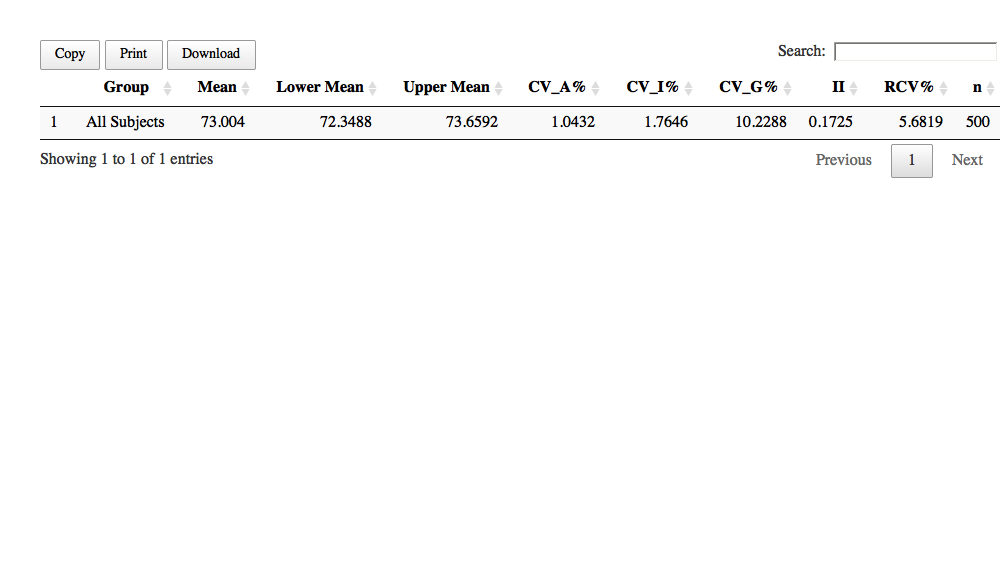 Copy Print Download Search:
Group Mean Lower Mean Upper Mean CV_A% CV_I% CV_G% II RCV% n
1 All Subjects 73.004 72.3488 73.6592 1.0432 1.7646 10.2288 0.1725 5.6819 500
Showing 1 to 1 of 1 entries Previous 1 Next